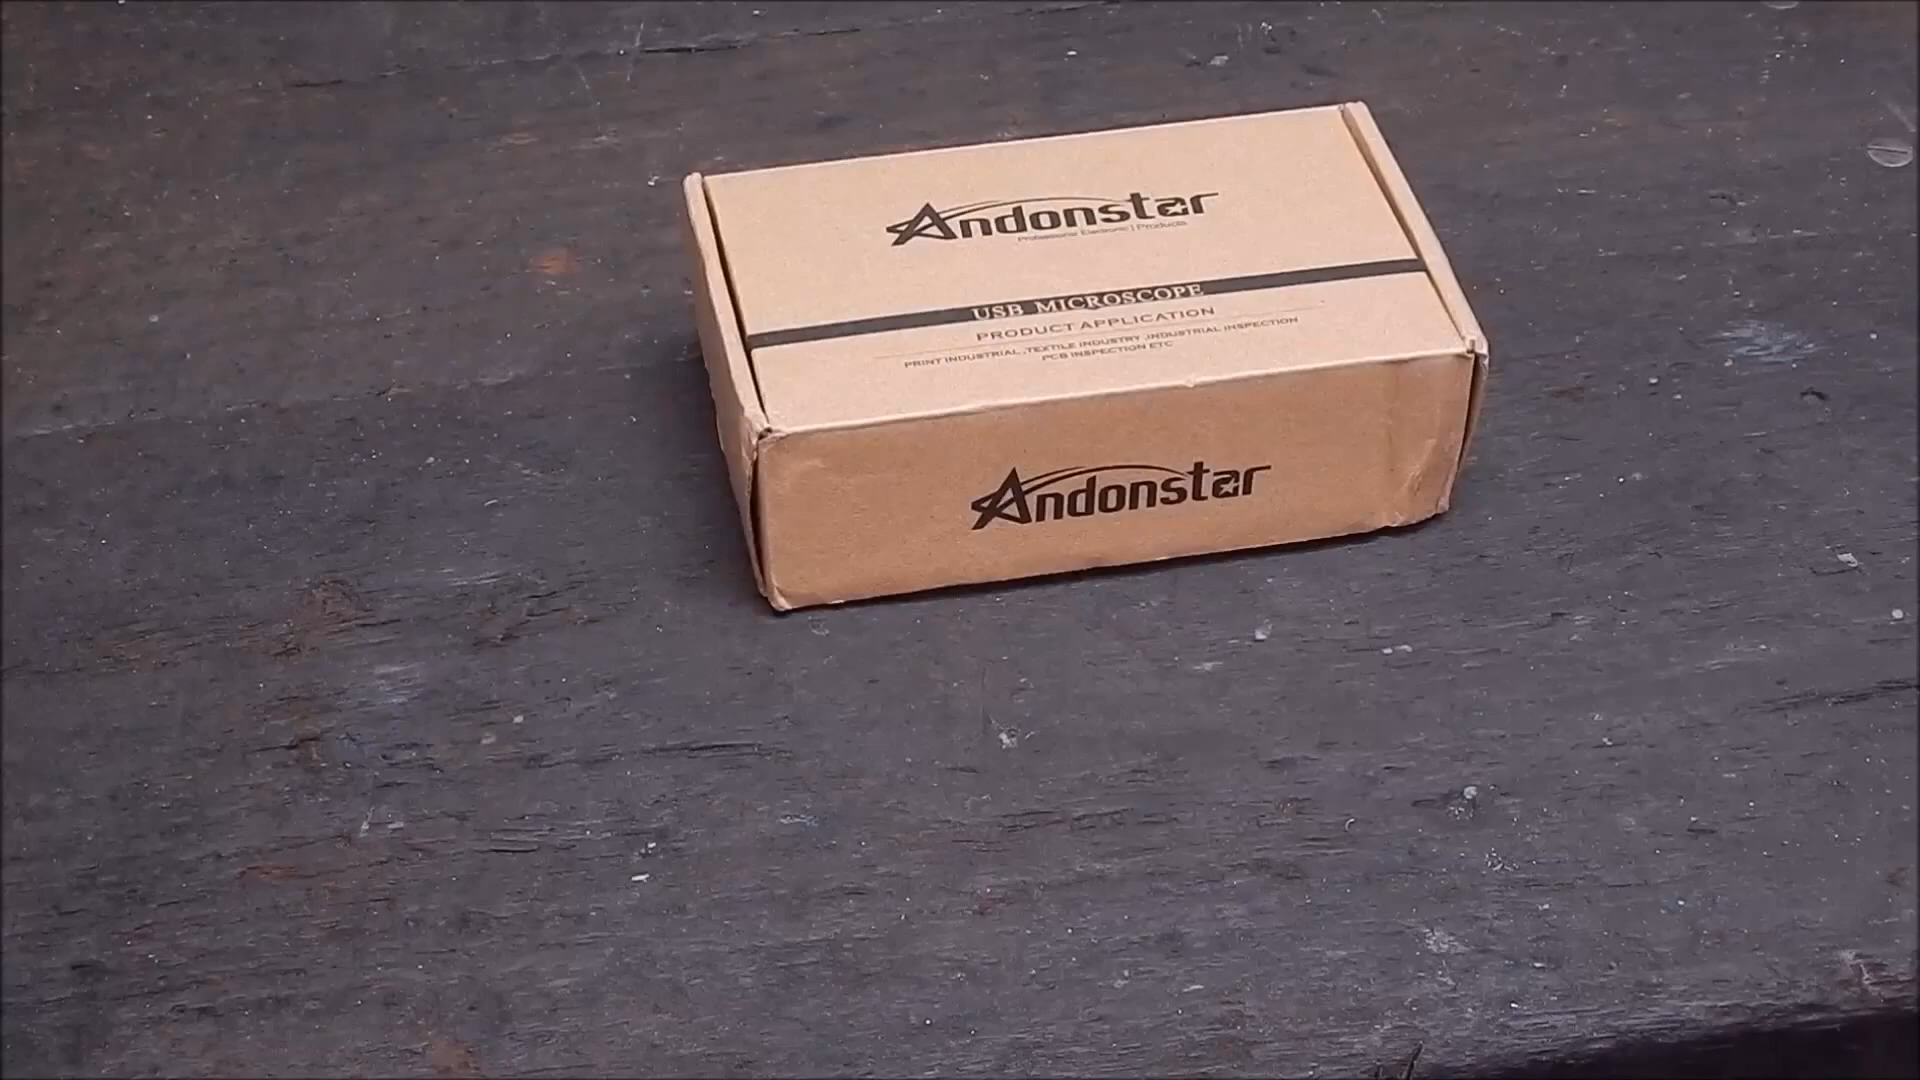 Andonstar
Professional Electronic | Products
USB MICROSCOPE
PRODUCT APPLICATION
PRINT INDUSTRIAL ,TEXTILE INDUSTRY ,INDUSTRIAL INSPECTION
PCB INSPECTION ETC
Andonstar